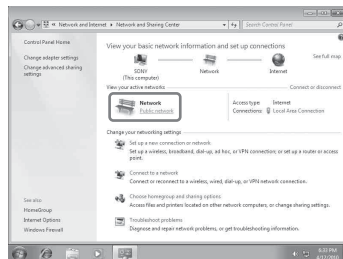 « Network and Internet ▸ Network and Sharing Center
Search Control Panel
Control Panel Home
Change adapter settings
Change advanced sharing
settings
View your basic network information and set up connections
See full map
SONY
(This computer)
Network
Internet
View your active networks
Connect or disconnect
Network
Public network
Access type: Internet
Connections: Local Area Connection
Change your networking settings
Set up a new connection or network
Set up a wireless, broadband, dial-up, ad hoc, or VPN connection; or set up a router or access
point.
Connect to a network
Connect or reconnect to a wireless, wired, dial-up, or VPN network connection.
Choose homegroup and sharing options
Access files and printers located on other network computers, or change sharing settings.
Troubleshoot problems
Diagnose and repair network problems, or get troubleshooting information.
See also
HomeGroup
Internet Options
Windows Firewall